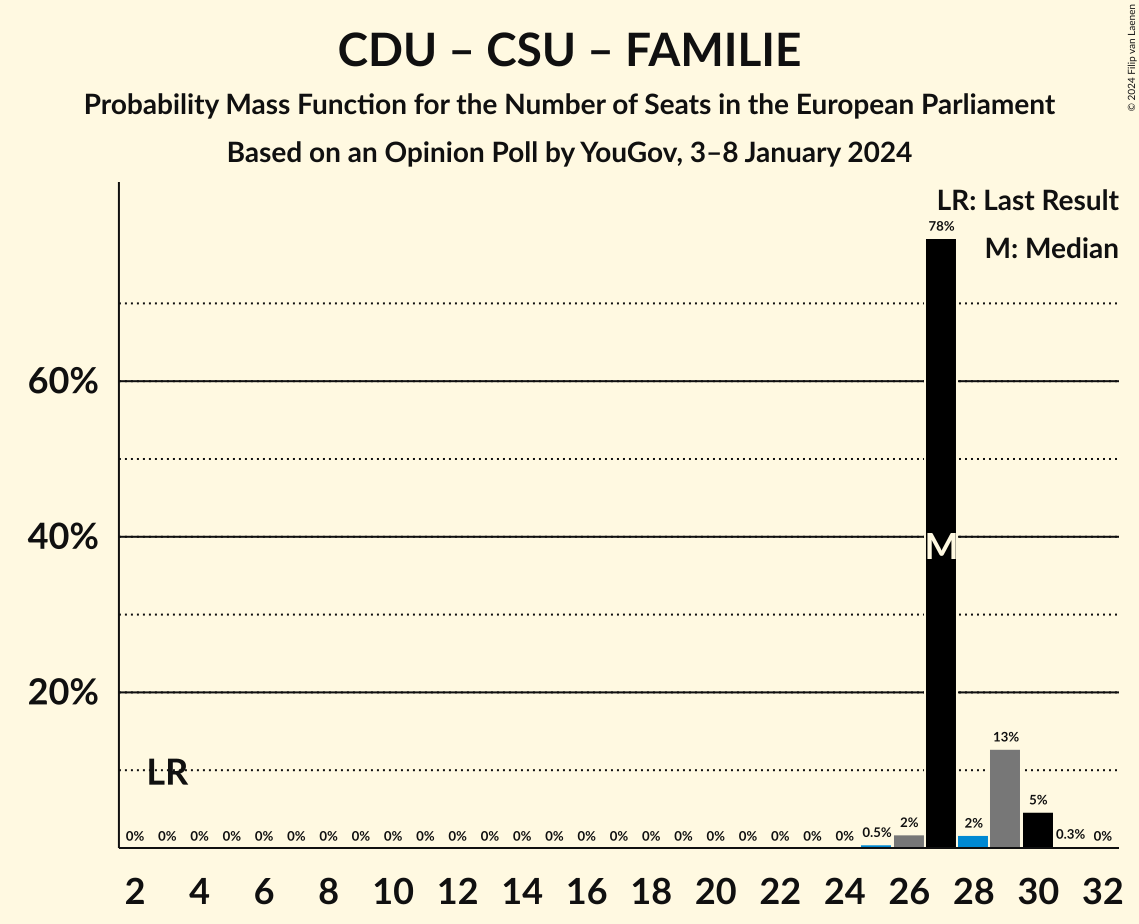 CDU – CSU – FAMILIE
Probability Mass Function for the Number of Seats in the European Parliament
Based on an Opinion Poll by YouGov, 3–8 January 2024
© 2024 Filip van Laenen
LR: Last Result
M: Median
60%
40%
20%
LR
M
0% 0% 0% 0% 0% 0% 0% 0% 0% 0% 0% 0% 0% 0% 0% 0% 0% 0% 0% 0% 0% 0% 0% 0.5% 2% 78% 2% 13% 5% 0.3% 0%
2 4 6 8 10 12 14 16 18 20 22 24 26 28 30 32